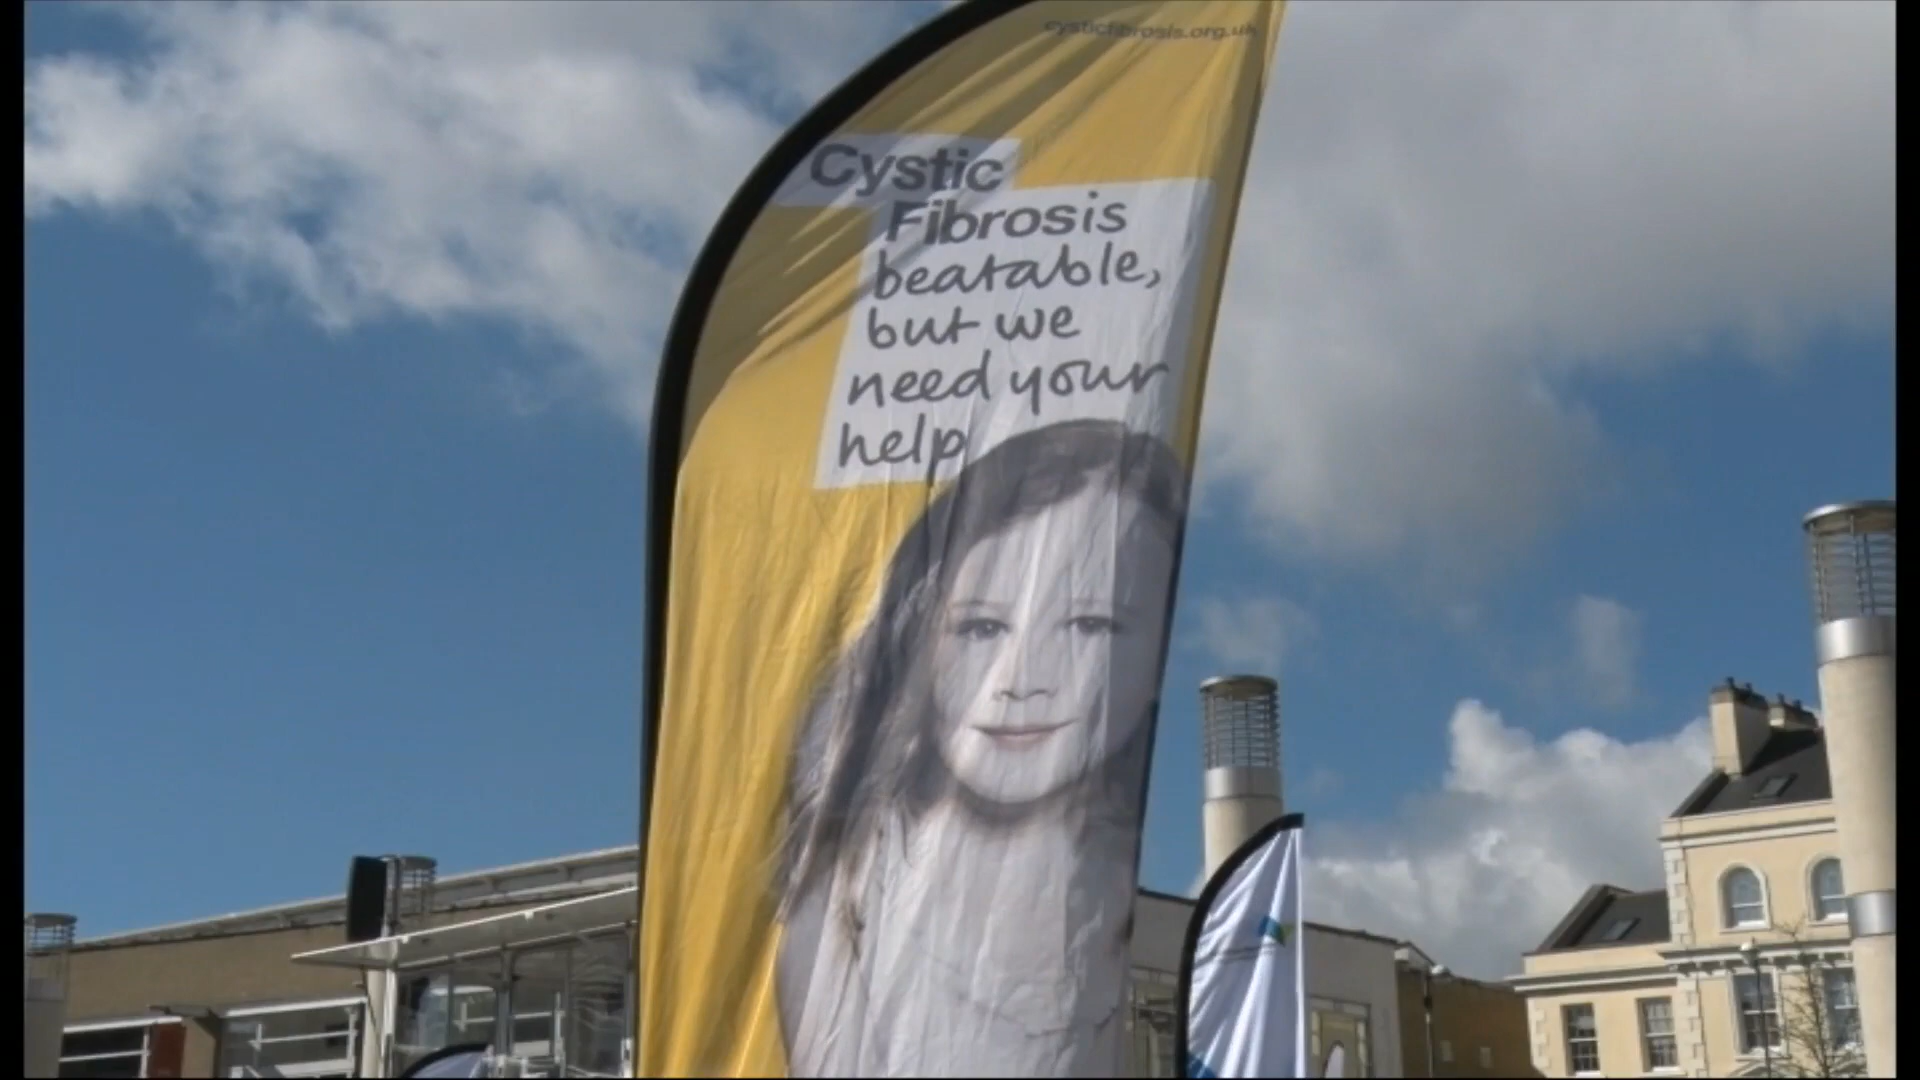 cysticfibrosis.org.uk
Cystic
Fibrosis
beatable,
but we
need your
help